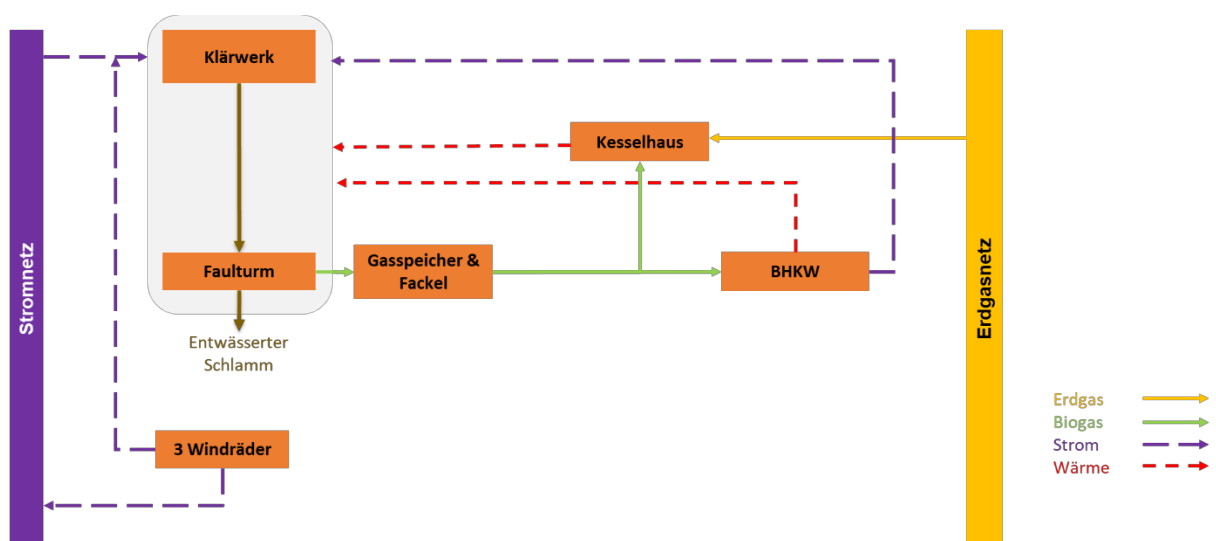 Klärwerk
Kesselhaus
Faulturm
Gasspeicher &
Fackel
BHKW
Stromnetz
Erdgasnetz
Entwässerter
Schlamm
3 Windräder
Erdgas
Biogas
Strom
Wärme